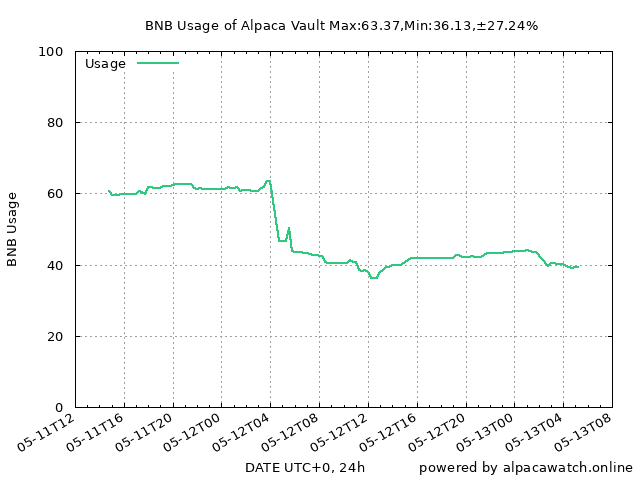 BNB Usage of Alpaca Vault Max:63.37,Min:36.13,±27.24%
100
Usage
80
60
BNB Usage
40
20
0
05-11T12
05-11T16
05-11T20
05-12T00
05-12T04
05-12T08
05-12T12
05-12T16
05-12T20
05-13T00
05-13T04
05-13T08
DATE UTC+0, 24h
powered by alpacawatch.online